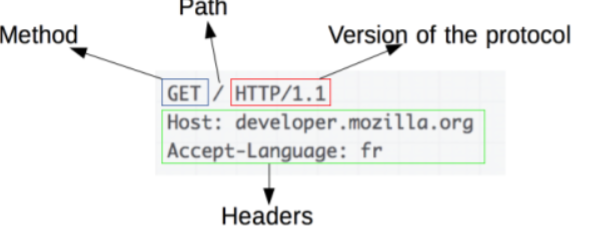 Path
Method
Version of the protocol
GET / HTTP/1.1
Host: developer.mozilla.org
Accept-Language: fr
Headers